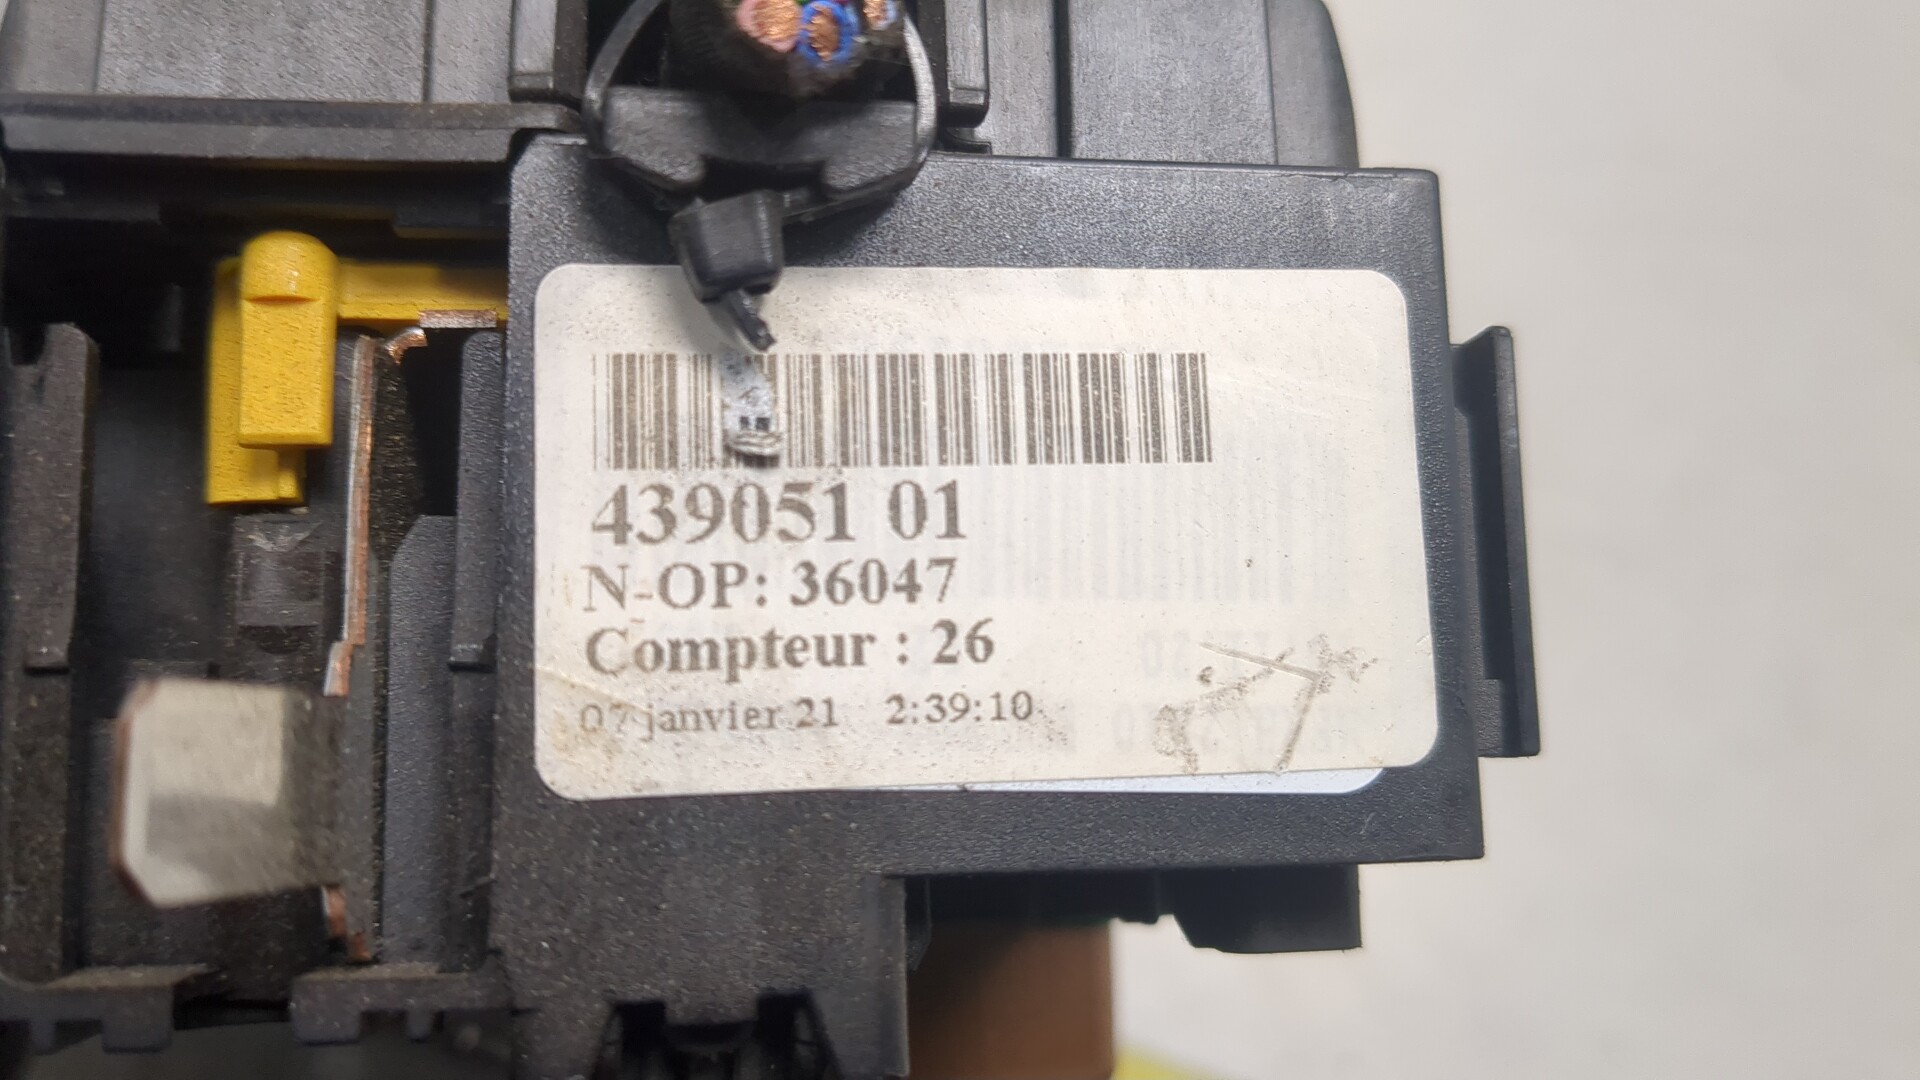 439051 01
N-OP: 36047
Compteur : 26
07 janvier 21 2:39:10